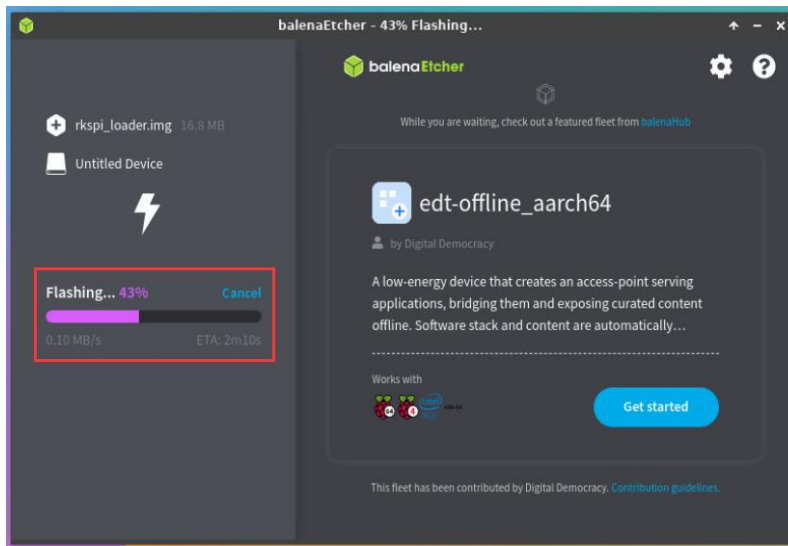 balenaEtcher - 43% Flashing...
balenaEtcher
While you are waiting, check out a featured fleet from balenaHub
rkspi_loader.img 16.8 MB
Untitled Device
Flashing... 43% Cancel
0.10 MB/s ETA: 2m10s
edt-offline_aarch64
by Digital Democracy
A low-energy device that creates an access-point serving
applications, bridging them and exposing curated content
offline. Software stack and content are automatically...
Works with
64 4
Get started
This fleet has been contributed by Digital Democracy. Contribution guidelines.